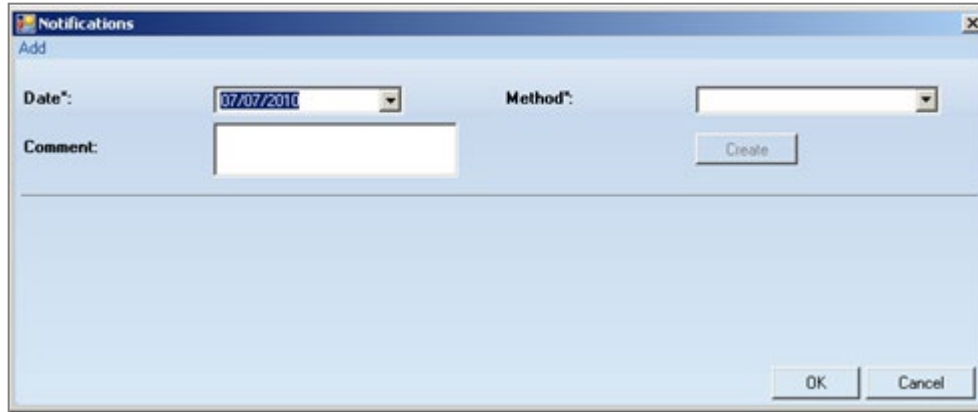 Notifications
Add
Date*: 07/07/2010 Method*:
Comment: Create
OK Cancel